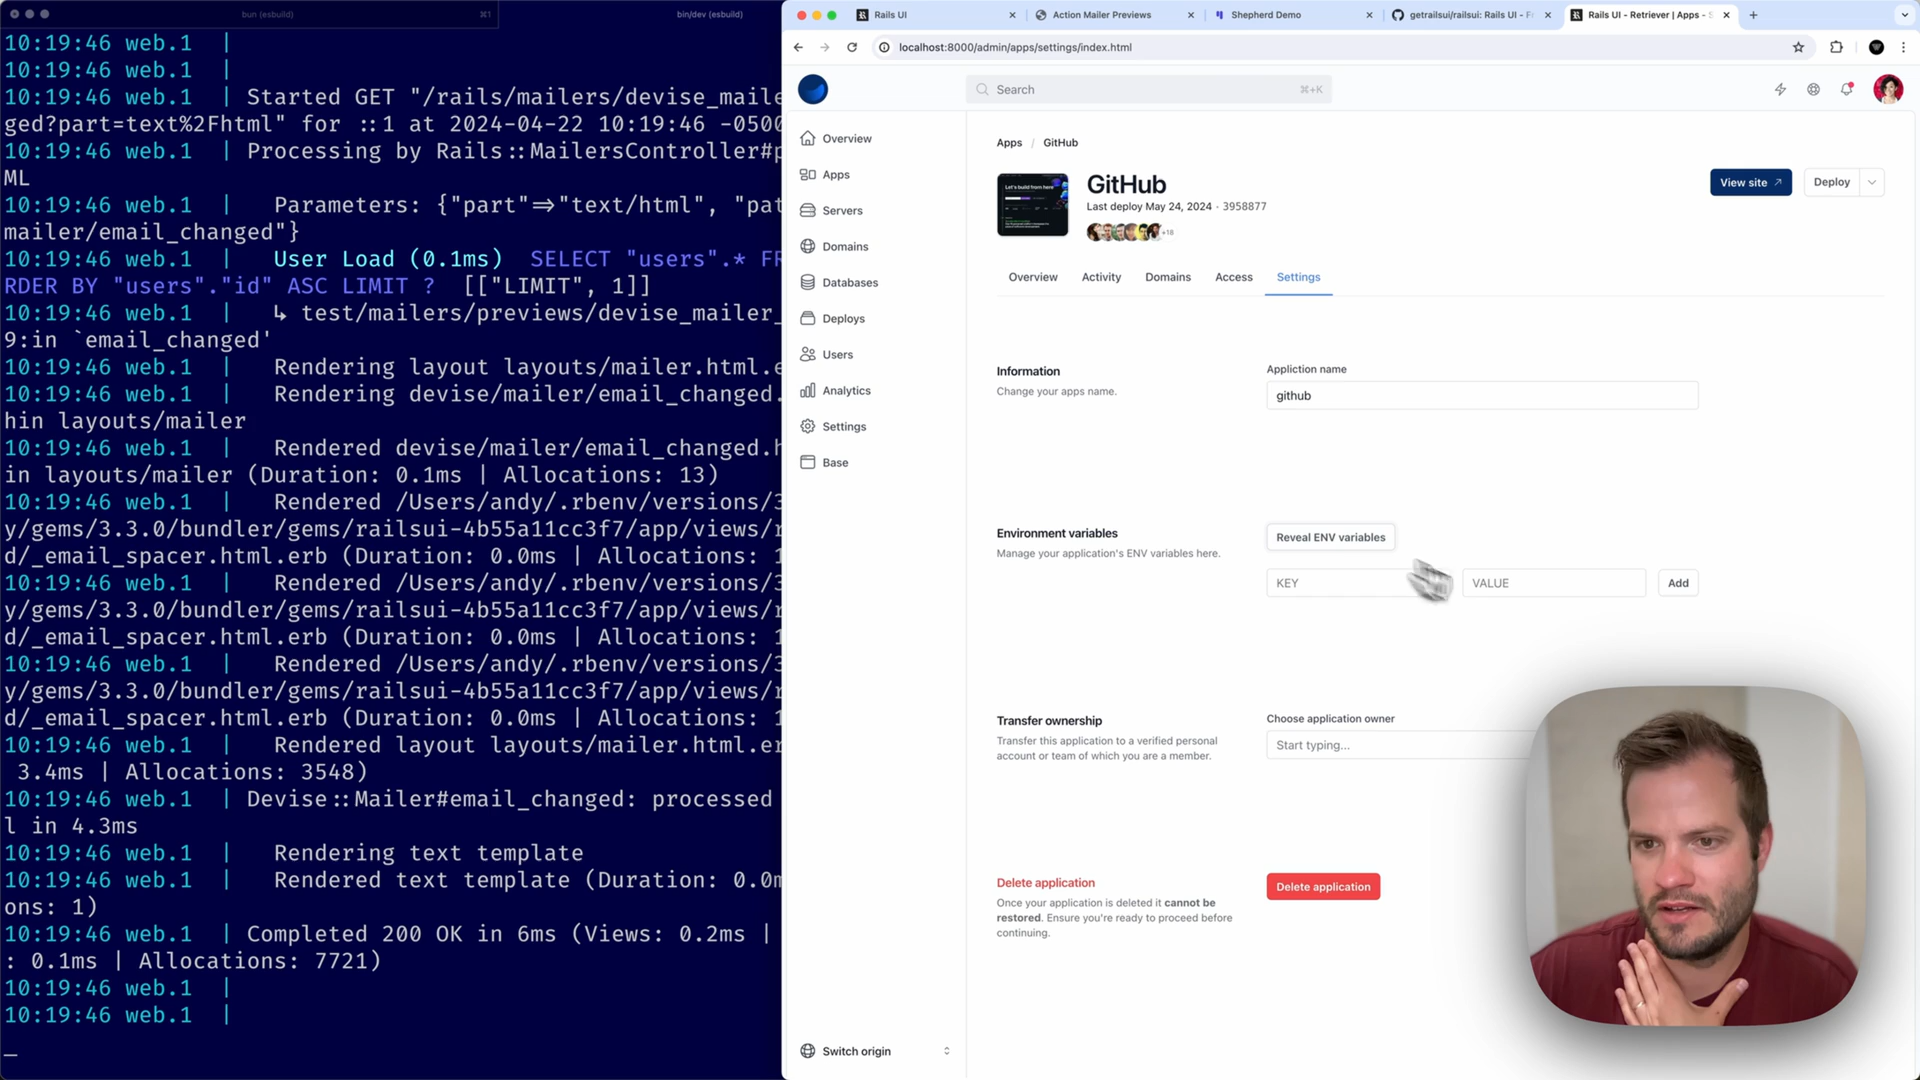 bun (esbuild)
⌘1
bin/dev (esbuild)
10:19:46 web.1  |
10:19:46 web.1  |
10:19:46 web.1  | Started GET "/rails/mailers/devise_maile
ged?part=text%2Fhtml" for ::1 at 2024-04-22 10:19:46 -0500
10:19:46 web.1  | Processing by Rails::MailersController#p
ML
10:19:46 web.1  |   Parameters: {"part"=>"text/html", "pat
mailer/email_changed"}
10:19:46 web.1  |   User Load (0.1ms)  SELECT "users".* FR
RDER BY "users"."id" ASC LIMIT ?  [["LIMIT", 1]]
10:19:46 web.1  |   ↳ test/mailers/previews/devise_mailer_
9:in `email_changed'
10:19:46 web.1  |   Rendering layout layouts/mailer.html.e
10:19:46 web.1  |   Rendering devise/mailer/email_changed.
hin layouts/mailer
10:19:46 web.1  |   Rendered devise/mailer/email_changed.h
in layouts/mailer (Duration: 0.1ms | Allocations: 13)
10:19:46 web.1  |   Rendered /Users/andy/.rbenv/versions/3
y/gems/3.3.0/bundler/gems/railsui-4b55a11cc3f7/app/views/r
d/_email_spacer.html.erb (Duration: 0.0ms | Allocations: 1
10:19:46 web.1  |   Rendered /Users/andy/.rbenv/versions/3
y/gems/3.3.0/bundler/gems/railsui-4b55a11cc3f7/app/views/r
d/_email_spacer.html.erb (Duration: 0.0ms | Allocations: 1
10:19:46 web.1  |   Rendered /Users/andy/.rbenv/versions/3
y/gems/3.3.0/bundler/gems/railsui-4b55a11cc3f7/app/views/r
d/_email_spacer.html.erb (Duration: 0.0ms | Allocations: 1
10:19:46 web.1  |   Rendered layout layouts/mailer.html.er
 3.4ms | Allocations: 3548)
10:19:46 web.1  | Devise::Mailer#email_changed: processed
l in 4.3ms
10:19:46 web.1  |   Rendering text template
10:19:46 web.1  |   Rendered text template (Duration: 0.0m
ons: 1)
10:19:46 web.1  | Completed 200 OK in 6ms (Views: 0.2ms |
: 0.1ms | Allocations: 7721)
10:19:46 web.1  |
10:19:46 web.1  |
Rails UI
Action Mailer Previews
Shepherd Demo
getrailsui/railsui: Rails UI - Fr
Rails UI - Retriever | Apps - S
localhost:8000/admin/apps/settings/index.html
Search
⌘+K
Overview
Apps
Servers
Domains
Databases
Deploys
Users
Analytics
Settings
Base
Switch origin
Apps / GitHub
GitHub
Last deploy May 24, 2024 · 3958877
+18
View site
Deploy
Overview
Activity
Domains
Access
Settings
Information
Change your apps name.
Appliction name
github
Environment variables
Manage your application's ENV variables here.
Reveal ENV variables
KEY
VALUE
Add
Transfer ownership
Transfer this application to a verified personal
account or team of which you are a member.
Choose application owner
Start typing...
Delete application
Once your application is deleted it cannot be
restored. Ensure you're ready to proceed before
continuing.
Delete application